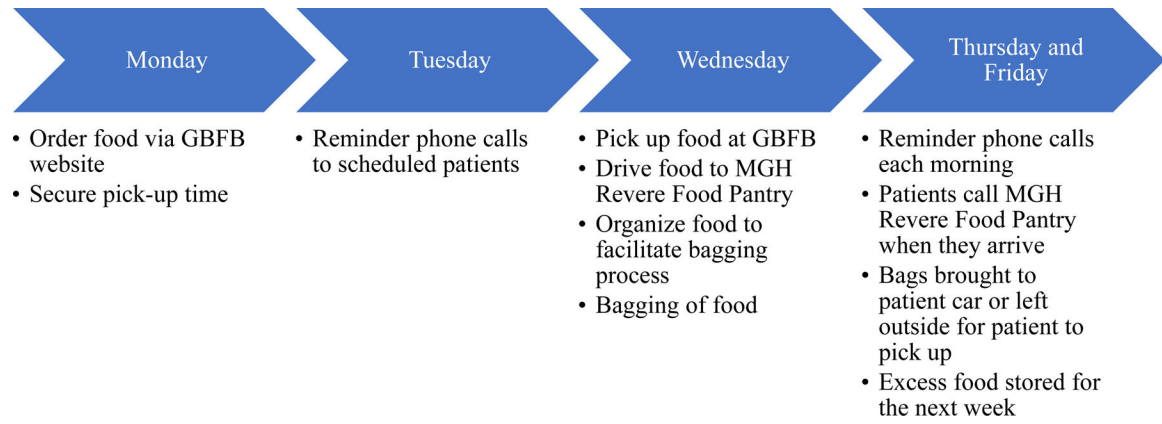 Monday
• Order food via GBFB
website
• Secure pick-up time
Tuesday
• Reminder phone calls
to scheduled patients
Wednesday
• Pick up food at GBFB
• Drive food to MGH
Revere Food Pantry
• Organize food to
facilitate bagging
process
• Bagging of food
Thursday and
Friday
• Reminder phone calls
each morning
• Patients call MGH
Revere Food Pantry
when they arrive
• Bags brought to
patient car or left
outside for patient to
pick up
• Excess food stored for
the next week